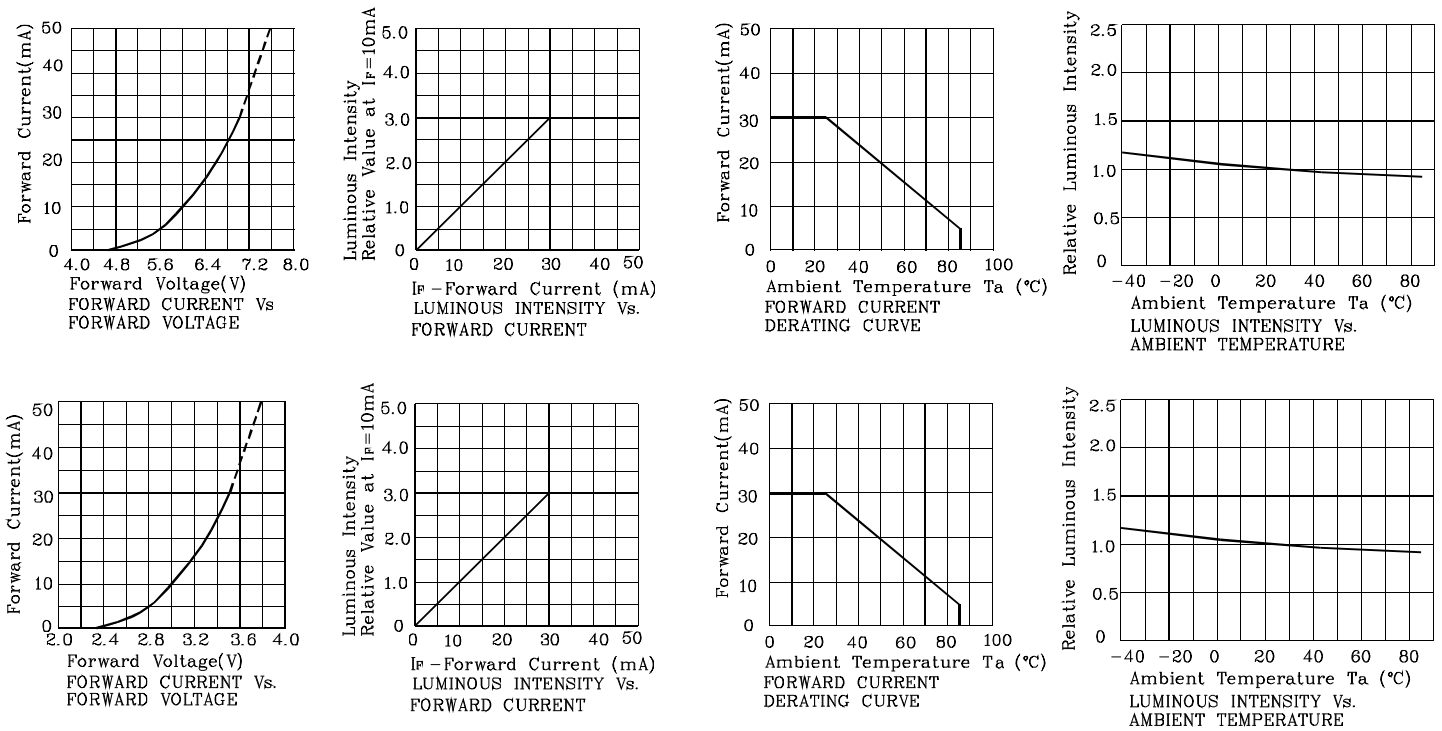 Forward Current(mA)
50
40
30
20
10
0
4.0 4.8 5.6 6.4 7.2 8.0
Forward Voltage(V)
FORWARD CURRENT Vs
FORWARD VOLTAGE
Luminous Intensity
Relative Value at IF=10mA
5.0
4.0
3.0
2.0
1.0
0
0 10 20 30 40 50
IF -Forward Current (mA)
LUMINOUS INTENSITY Vs.
FORWARD CURRENT
Forward Current(mA)
50
40
30
20
10
0
0 20 40 60 80 100
Ambient Temperature Ta (°C)
FORWARD CURRENT
DERATING CURVE
Relative Luminous Intensity
2.5
2.0
1.5
1.0
0.5
0
-40 -20 0 20 40 60 80
Ambient Temperature Ta (°C)
LUMINOUS INTENSITY Vs.
AMBIENT TEMPERATURE
Forward Current(mA)
50
40
30
20
10
0
2.0 2.4 2.8 3.2 3.6 4.0
Forward Voltage(V)
FORWARD CURRENT Vs.
FORWARD VOLTAGE
Luminous Intensity
Relative Value at IF=10mA
5.0
4.0
3.0
2.0
1.0
0
0 10 20 30 40 50
IF -Forward Current (mA)
LUMINOUS INTENSITY Vs.
FORWARD CURRENT
Forward Current(mA)
50
40
30
20
10
0
0 20 40 60 80 100
Ambient Temperature Ta (°C)
FORWARD CURRENT
DERATING CURVE
Relative Luminous Intensity
2.5
2.0
1.5
1.0
0.5
0
-40 -20 0 20 40 60 80
Ambient Temperature Ta (°C)
LUMINOUS INTENSITY Vs.
AMBIENT TEMPERATURE